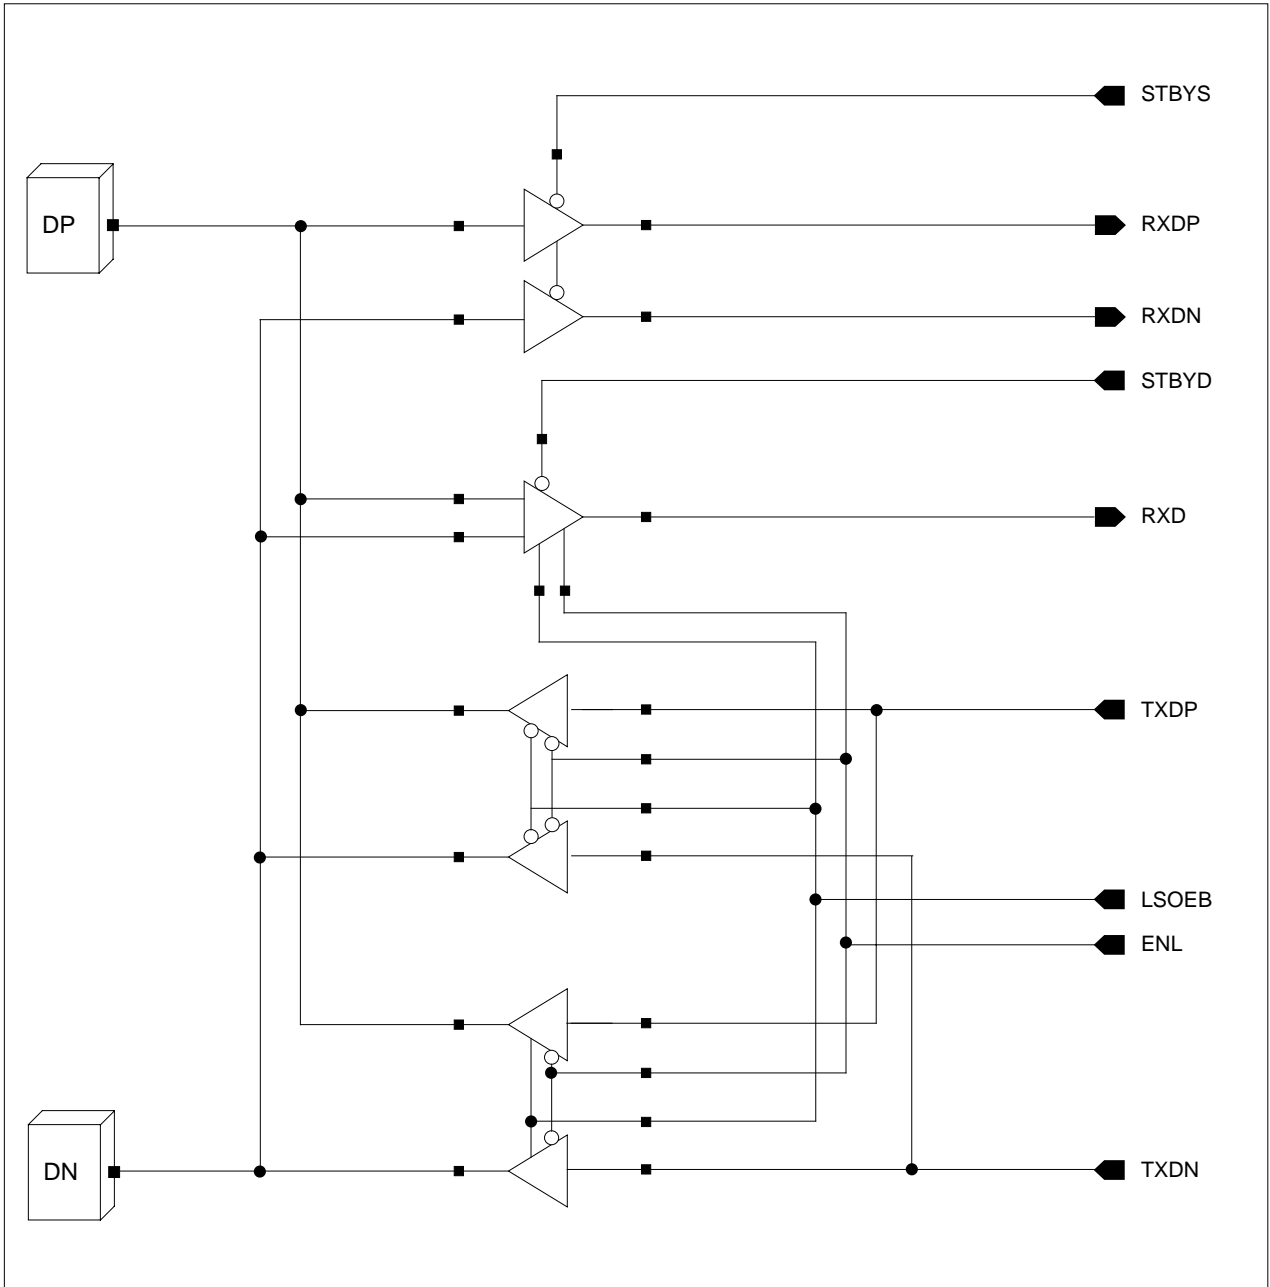 STBYS
DP
RXDP
RXDN
STBYD
RXD
TXDP
LSOEB
ENL
DN
TXDN